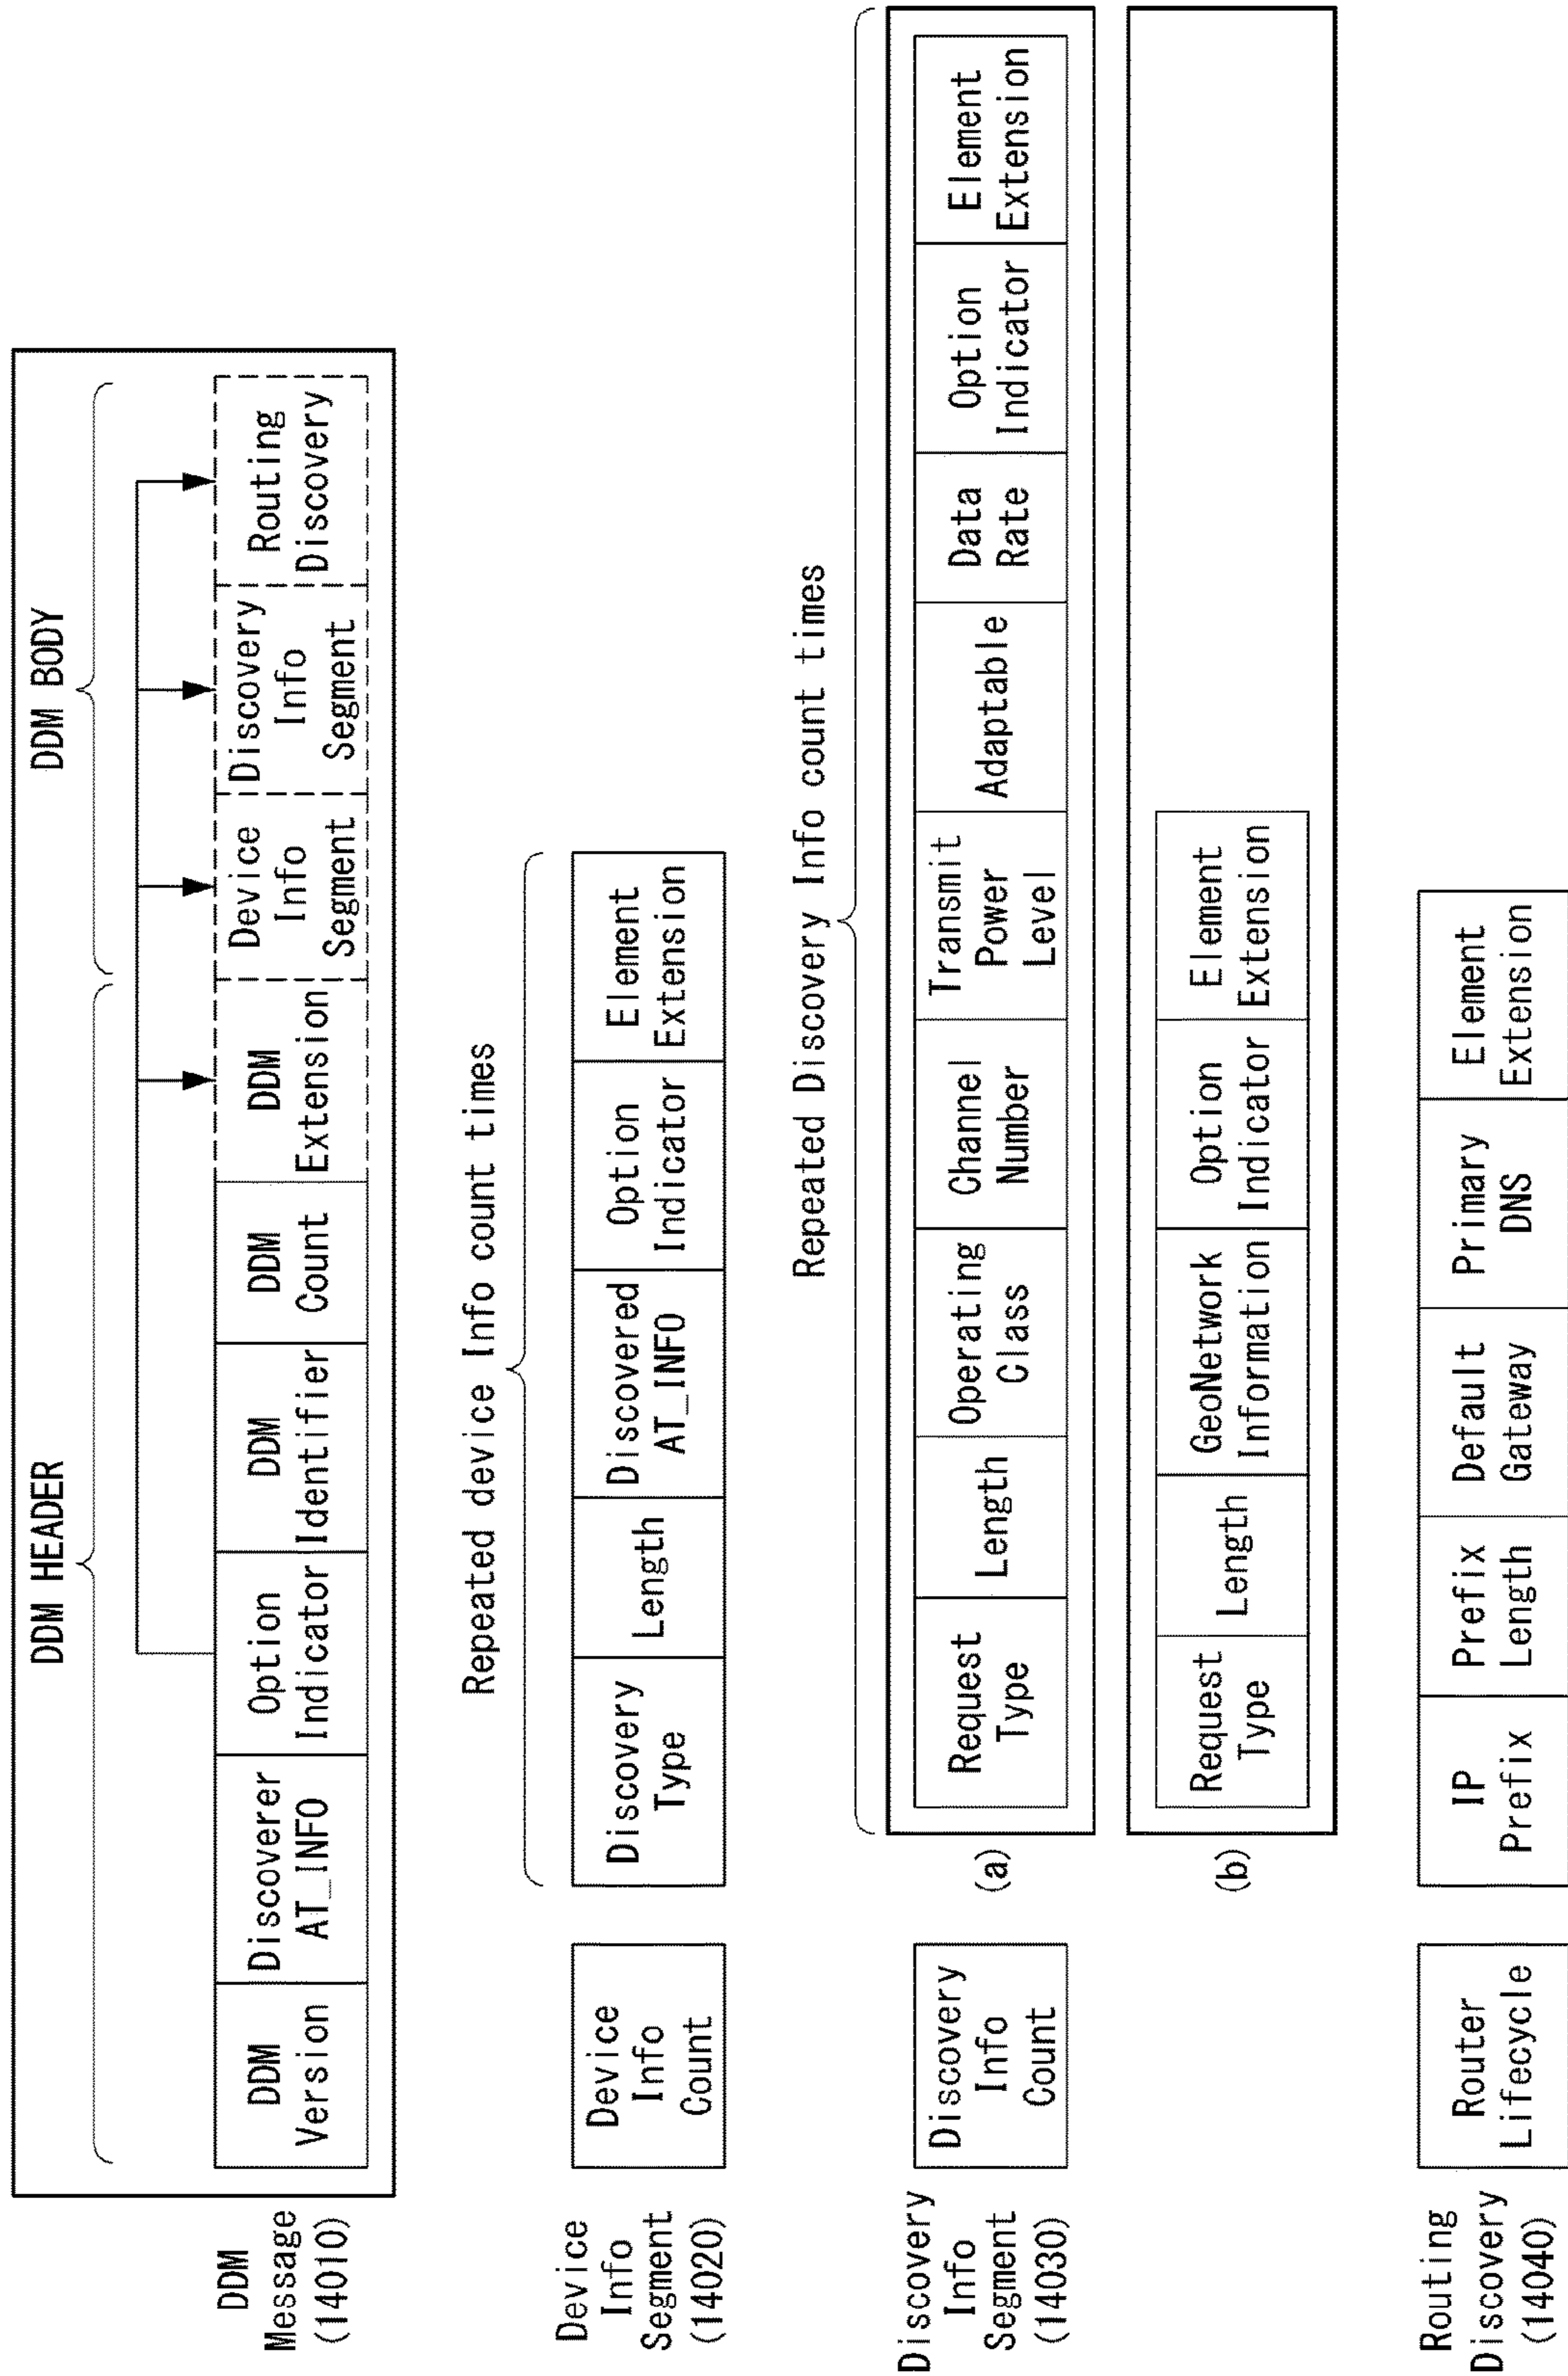 DDM HEADER
DDM BODY
DDM
Message
(14010)
DDM
Version
Discoverer
AT_INFO
Option
Indicator
DDM
Identifier
DDM
Count
DDM
Extension
Device
Info
Segment
Discovery
Info
Segment
Routing
Discovery
Repeated device Info count times
Device
Info
Segment
(14020)
Device
Info
Count
Discovery
Type
Length
Discovered
AT_INFO
Option
Indicator
Element
Extension
Repeated Discovery Info count times
Discovery
Info
Segment
(14030)
Discovery
Info
Count
(a)
Request
Type
Length
Operating
Class
Channel
Number
Transmit
Power
Level
Adaptable
Data
Rate
Option
Indicator
Element
Extension
(b)
Request
Type
Length
GeoNetwork
Information
Option
Indicator
Element
Extension
Routing
Discovery
(14040)
Router
Lifecycle
IP
Prefix
Prefix
Length
Default
Gateway
Primary
DNS
Element
Extension